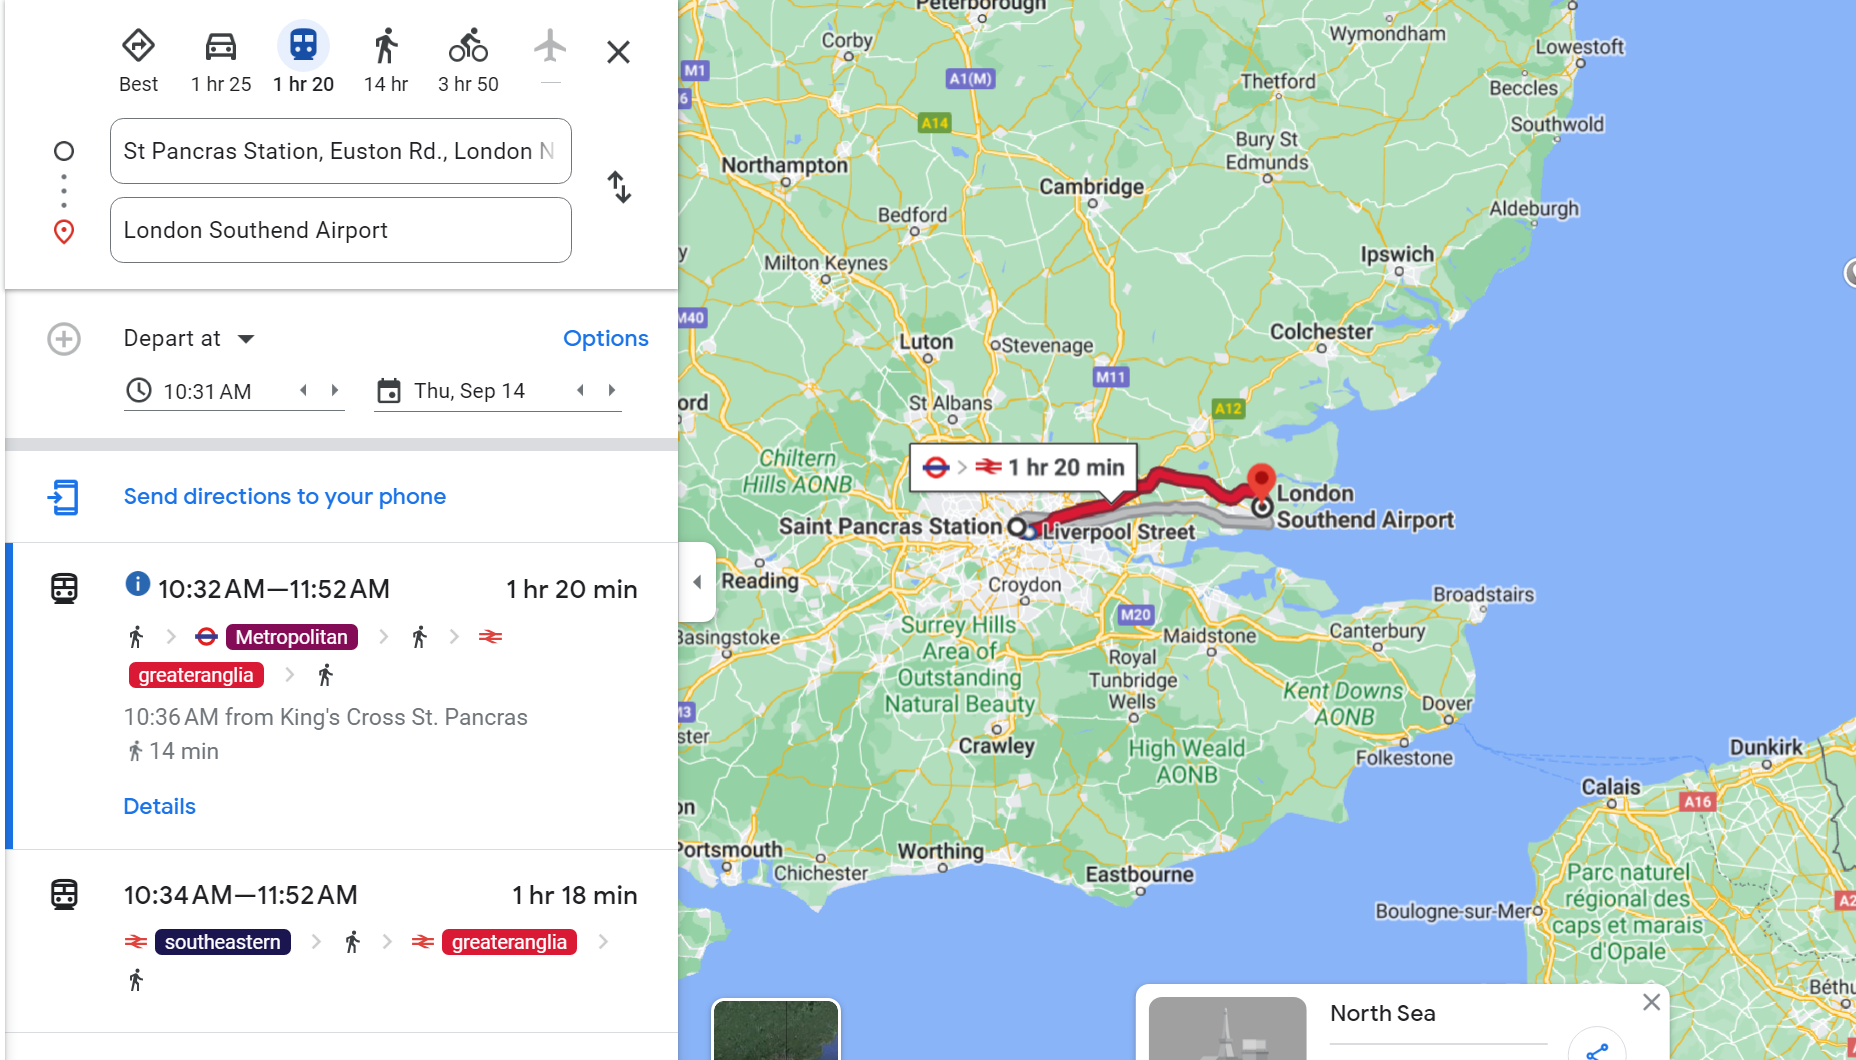 Best
1 hr 25
1 hr 20
14 hr
3 hr 50
—
St Pancras Station, Euston Rd., London N
London Southend Airport
Depart at
Options
10:31 AM
Thu, Sep 14
Send directions to your phone
10:32 AM—11:52 AM
1 hr 20 min
Metropolitan
greateranglia
10:36 AM from King's Cross St. Pancras
14 min
Details
10:34 AM—11:52 AM
1 hr 18 min
southeastern
greateranglia
Peterborough
Corby
Wymondham
Lowestoft
M1
A1(M)
Thetford
Beccles
6
A14
Southwold
Northampton
Bury St
Edmunds
Cambridge
Bedford
Aldeburgh
y
Milton Keynes
Ipswich
M40
Luton
Stevenage
Colchester
M11
ord
St Albans
A12
Chiltern
Hills AONB
1 hr 20 min
London
Southend Airport
Saint Pancras Station
Liverpool Street
Reading
Croydon
Broadstairs
M20
Basingstoke
Surrey Hills
Area of
Outstanding
Natural Beauty
Maidstone
Canterbury
Royal
Tunbridge
Wells
Kent Downs
AONB
Dover
M3
ster
Crawley
High Weald
AONB
Folkestone
Dunkirk
Calais
A16
on
Portsmouth
Chichester
Worthing
Eastbourne
Parc naturel
régional des
caps et marais
d'Opale
Boulogne-sur-Mer
A2
Béthu
North Sea